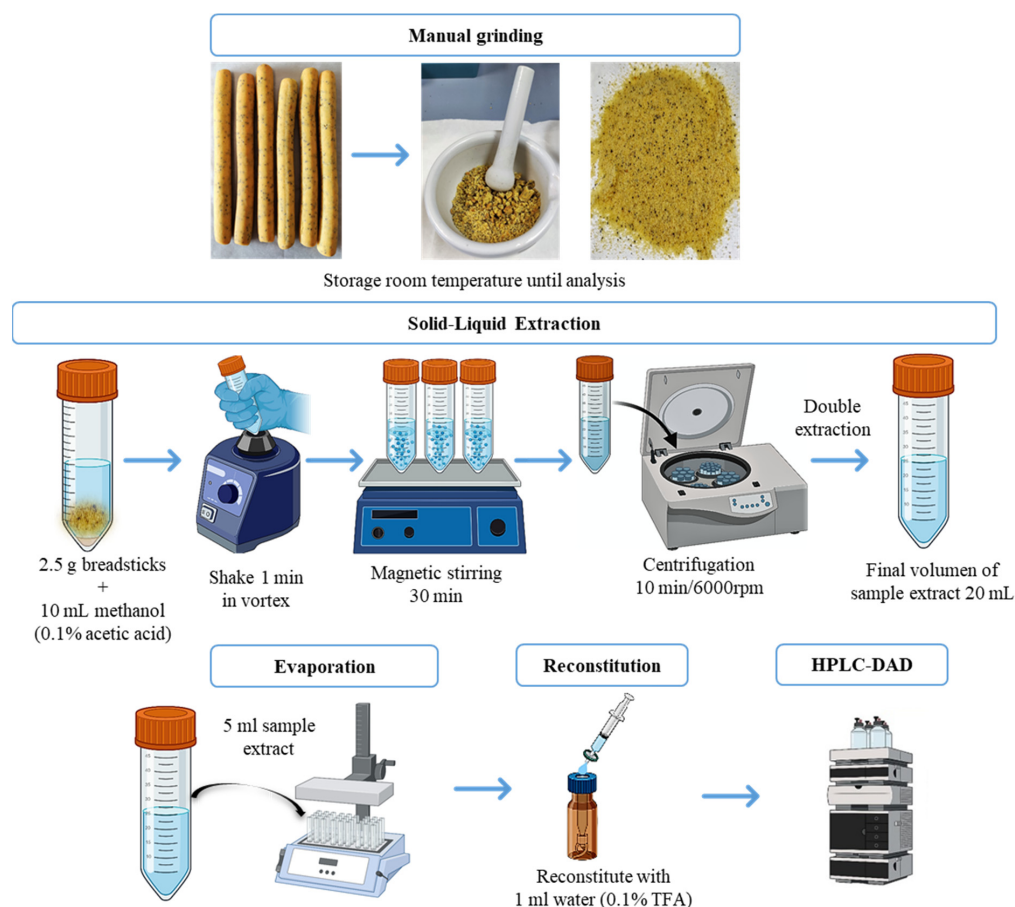 Manual grinding
Storage room temperature until analysis
Solid-Liquid Extraction
Double
extraction
2.5 g breadsticks
+
10 mL methanol
(0.1% acetic acid)
Shake 1 min
in vortex
Magnetic stirring
30 min
Centrifugation
10 min/6000rpm
Final volumen of
sample extract 20 mL
Evaporation
Reconstitution
HPLC-DAD
5 ml sample
extract
Reconstitute with
1 ml water (0.1% TFA)